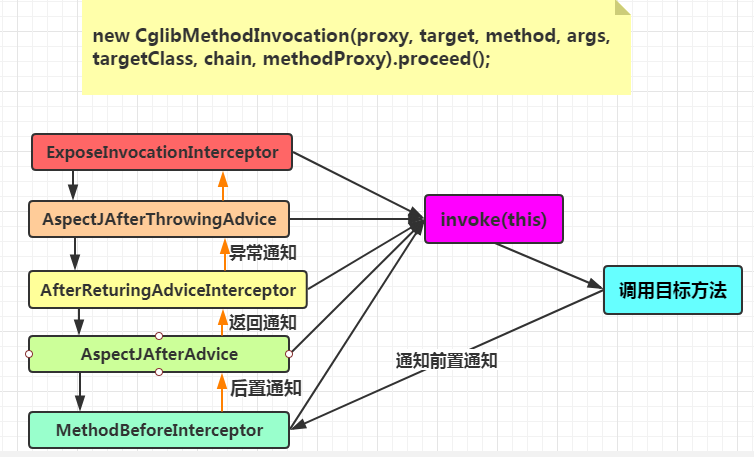 new CglibMethodInvocation(proxy, target, method, args,
targetClass, chain, methodProxy).proceed();
ExposeInvocationInterceptor
AspectJAfterThrowingAdvice
invoke(this)
异常通知
AfterReturingAdviceInterceptor
调用目标方法
返回通知
AspectJAfterAdvice
通知前置通知
后置通知
MethodBeforeInterceptor